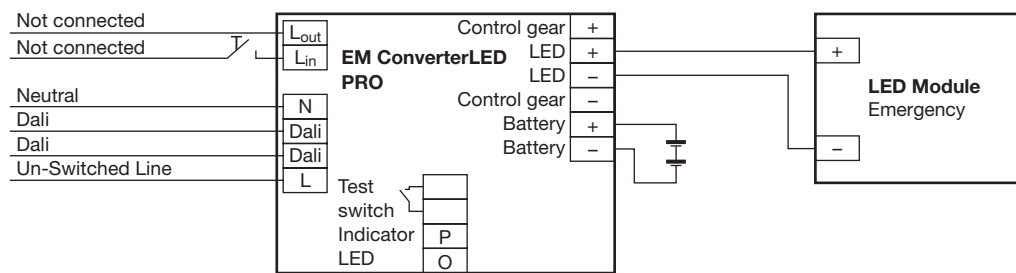 Not connected
Not connected
Neutral
Dali
Dali
Un-Switched Line
T
Lout
Lin
N
Dali
Dali
L
EM ConverterLED
PRO
Test
switch
Indicator P
LED O
Control gear +
LED +
LED –
Control gear –
Battery +
Battery –
+
–
LED Module
Emergency